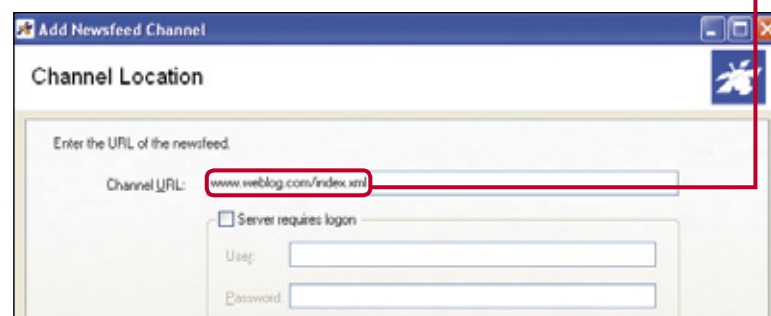 Add Newsfeed Channel
Channel Location
Enter the URL of the newsfeed.
Channel URL: www.weblog.com/index.xml
Server requires logon
User:
Password: